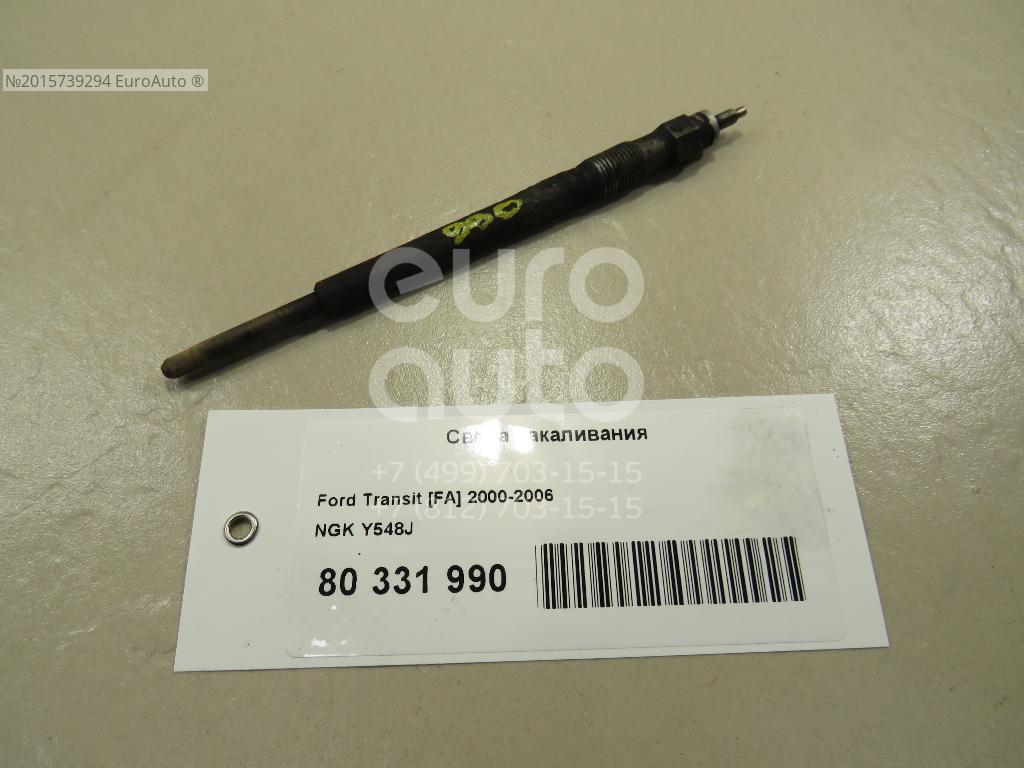 №2015739294 EuroAuto ®
990
euro
auto
Свеча накаливания
+7 (499) 703-15-15
Ford Transit [FA] 2000-2006
+7 (812) 703-15-15
NGK Y548J
80 331 990